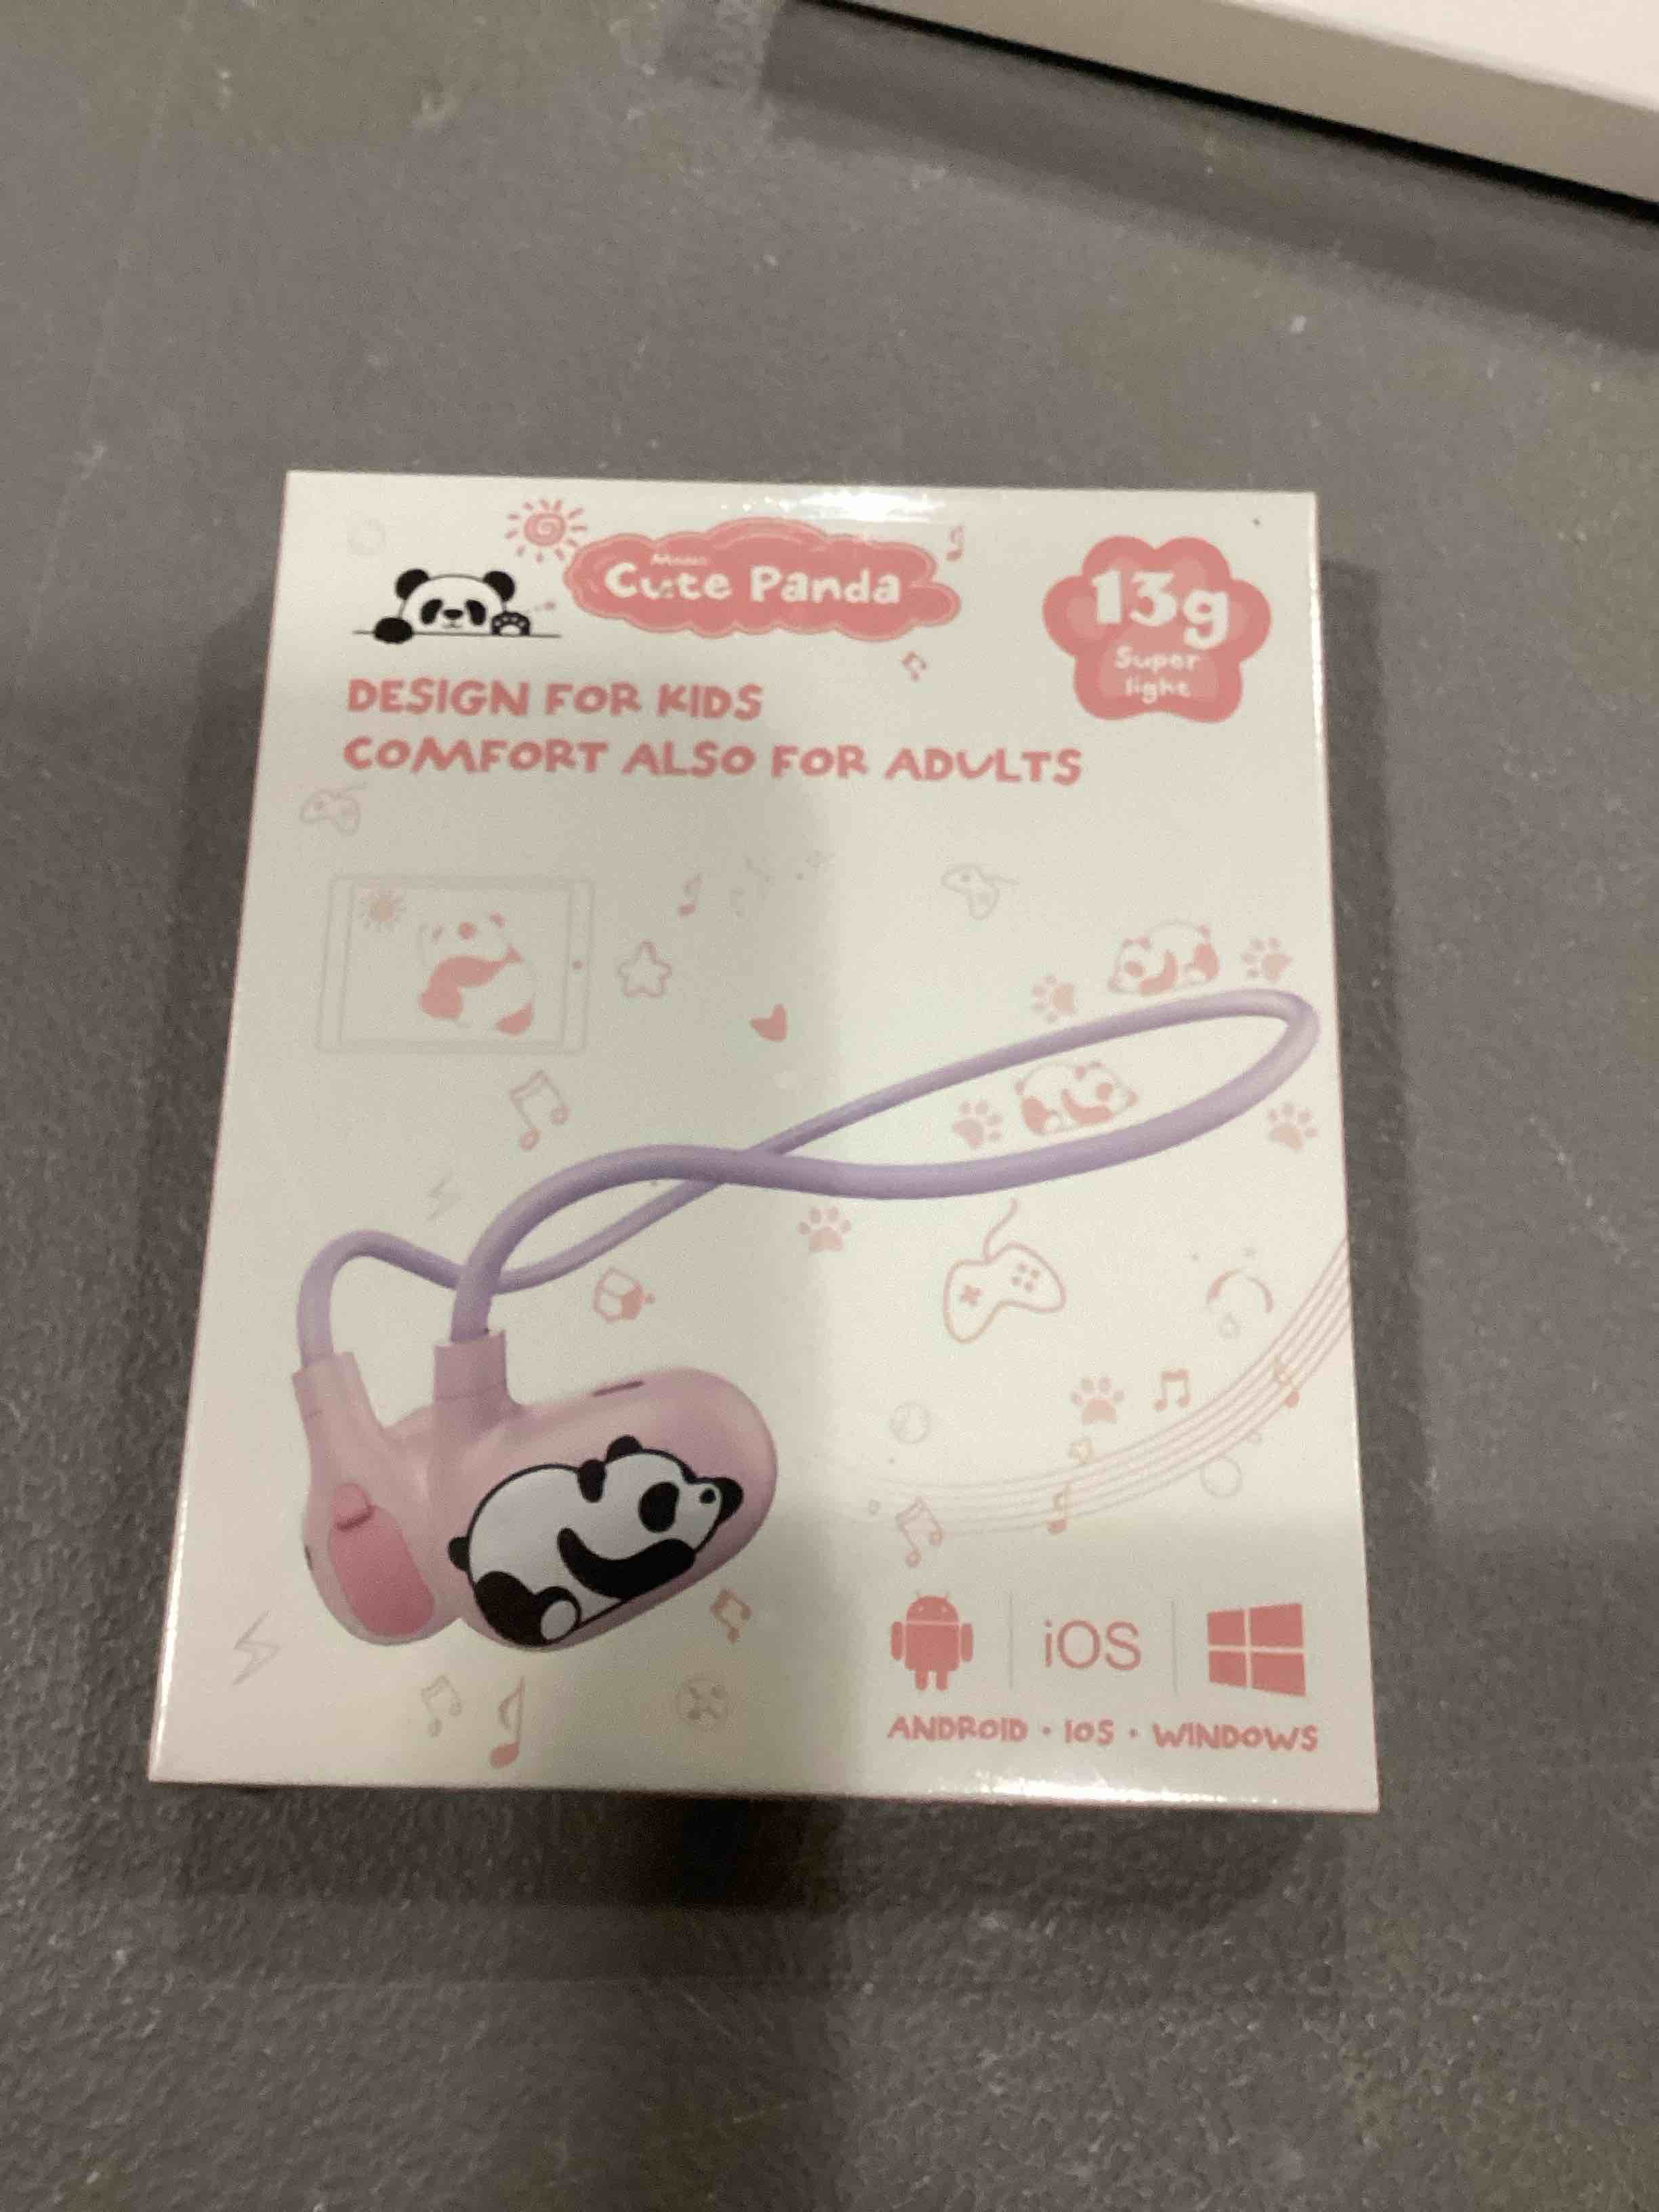 Cute Panda
13g
Super
light
DESIGN FOR KIDS
COMFORT ALSO FOR ADULTS
iOS
ANDROID · IOS · WINDOWS